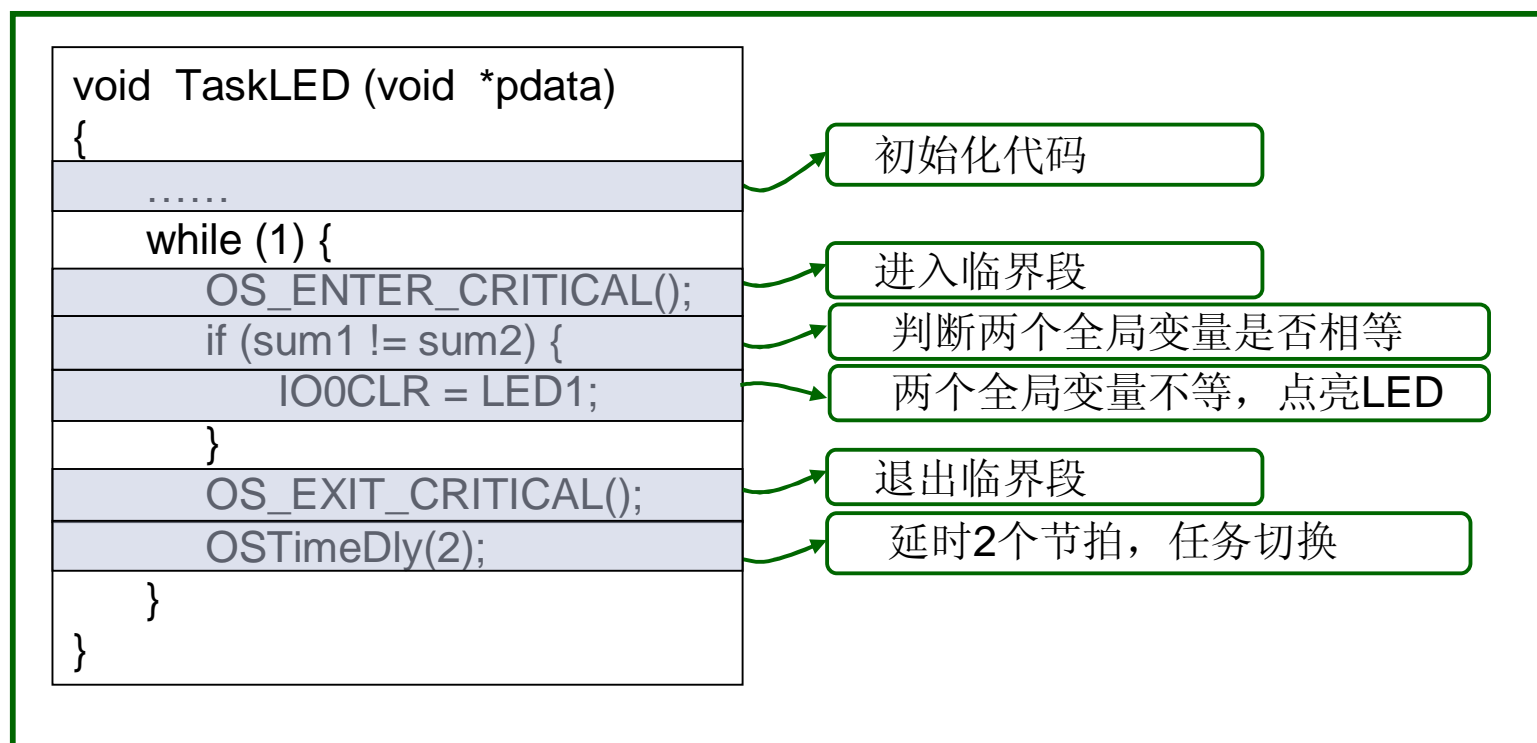 void TaskLED (void *pdata)
{
……
初始化代码
while (1) {
OS_ENTER_CRITICAL();
进入临界段
if (sum1 != sum2) {
判断两个全局变量是否相等
IO0CLR = LED1;
两个全局变量不等，点亮LED
}
OS_EXIT_CRITICAL();
退出临界段
OSTimeDly(2);
延时2个节拍，任务切换
}
}